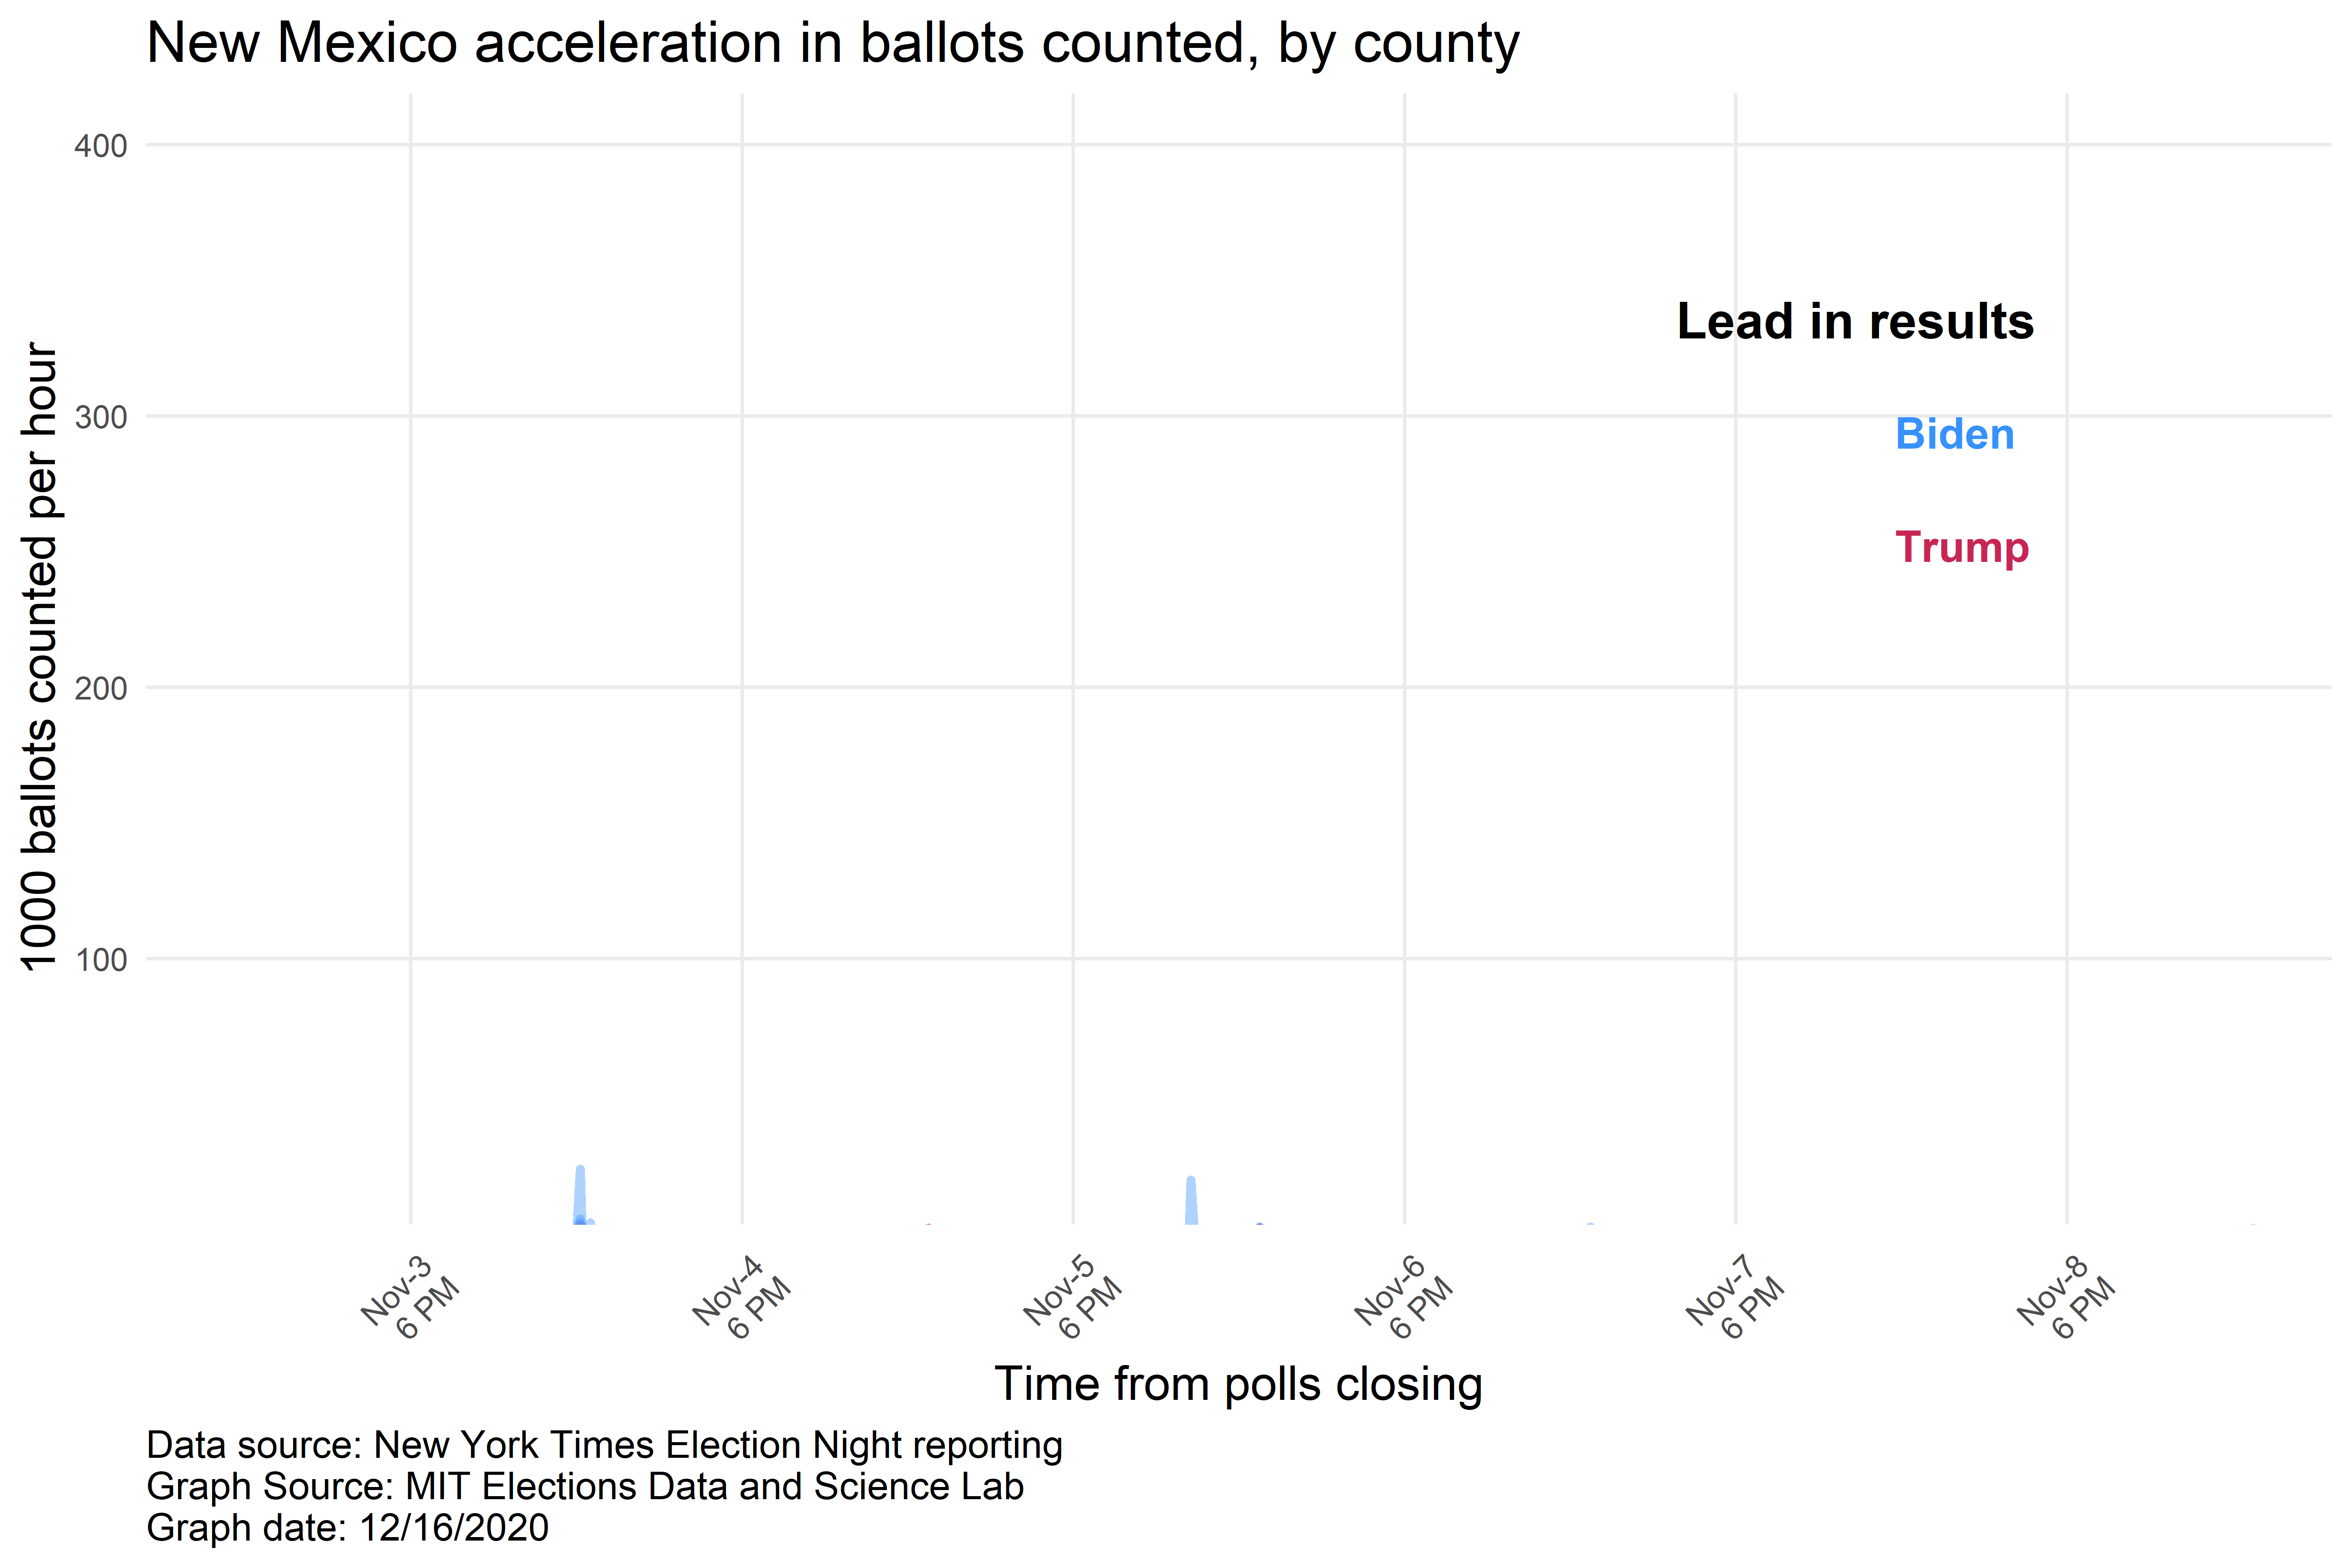 New Mexico acceleration in ballots counted, by county
1000 ballots counted per hour
400
300
200
100
Lead in results
Biden
Trump
Nov-3
6 PM
Nov-4
6 PM
Nov-5
6 PM
Nov-6
6 PM
Nov-7
6 PM
Nov-8
6 PM
Time from polls closing
Data source: New York Times Election Night reporting
Graph Source: MIT Elections Data and Science Lab
Graph date: 12/16/2020